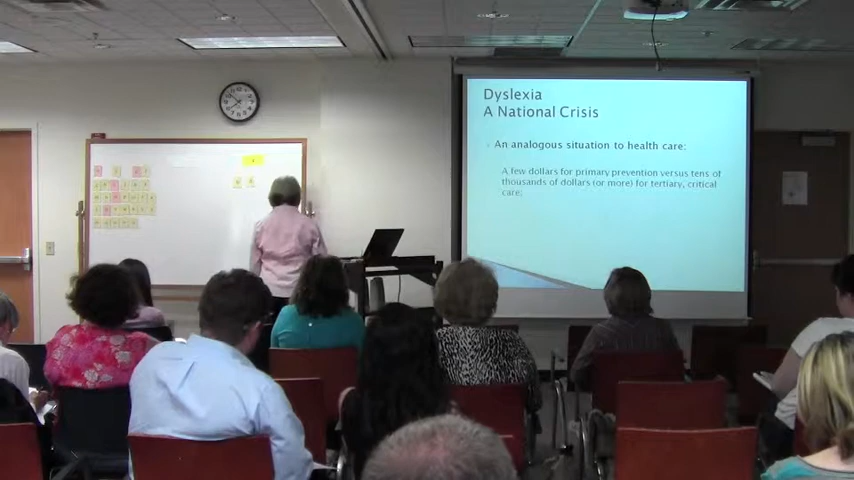 Dyslexia
A National Crisis
An analogous situation to health care:
A few dollars for primary prevention versus tens of
thousands of dollars (or more) for tertiary, critical
care;